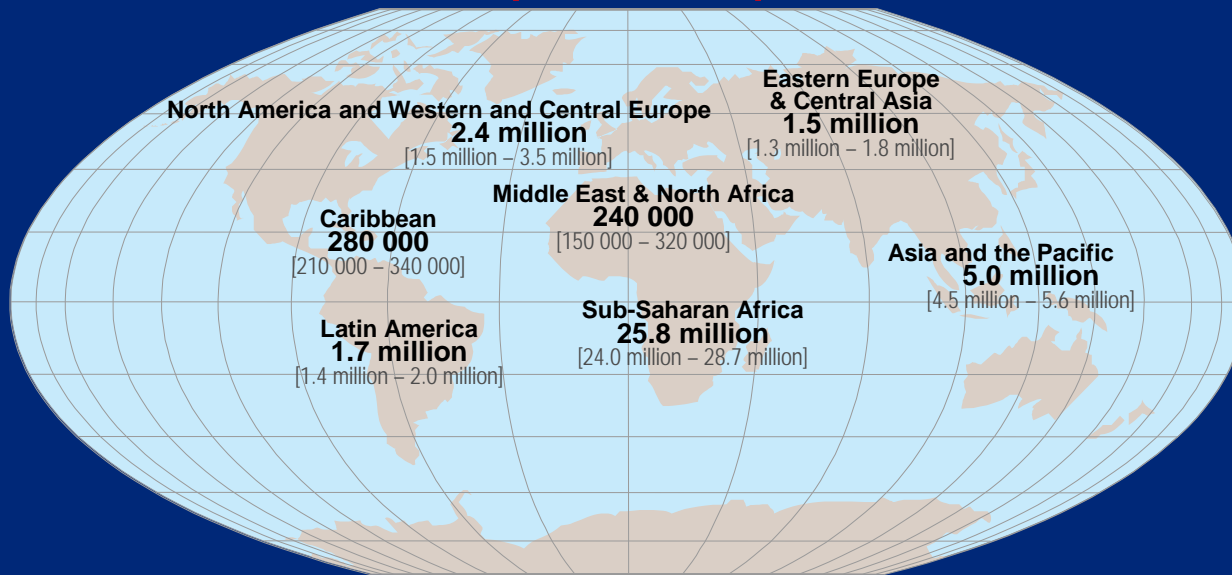 North America and Western and Central Europe
2.4 million
[1.5 million – 3.5 million]
Eastern Europe
& Central Asia
1.5 million
[1.3 million – 1.8 million]
Middle East & North Africa
240 000
[150 000 – 320 000]
Caribbean
280 000
[210 000 – 340 000]
Asia and the Pacific
5.0 million
[4.5 million – 5.6 million]
Sub-Saharan Africa
25.8 million
[24.0 million – 28.7 million]
Latin America
1.7 million
[1.4 million – 2.0 million]